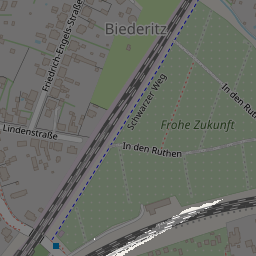 Biederitz
Friedrich-Engels-Straße
Schwarzer Weg
In den Ruthen
Frohe Zukunft
Lindenstraße
In den Ruthen